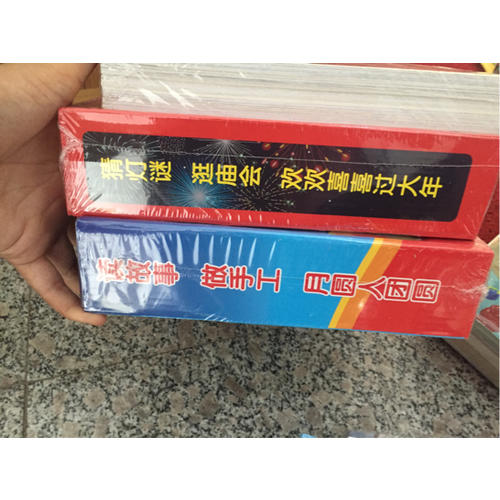 猜灯谜 逛庙会 欢欢喜喜过大年
故事 做手工 月圆人团圆